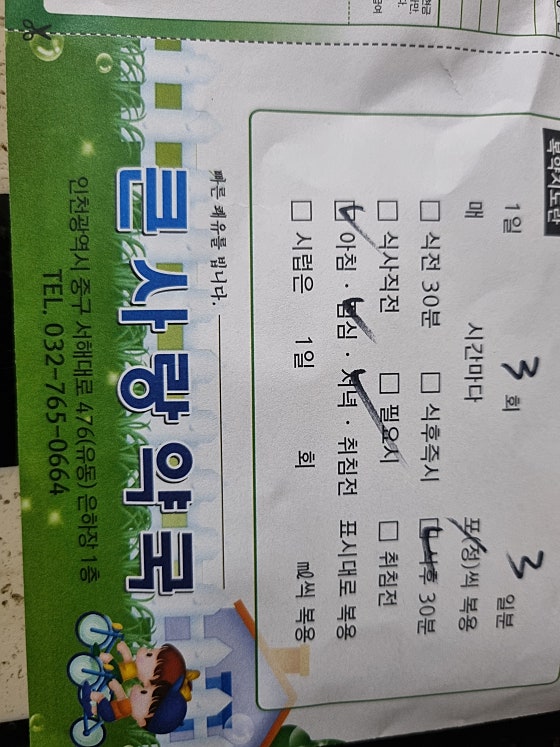 복약지도란
1일 3회 3일분
매 시간마다 포(정)씩 복용
□ 식전 30분 □ 식후즉시 ☑ 식후 30분
□ 식사직전 □ 필요시 □ 취침전
☑ 아침 · 점심 · 저녁 · 취침전 표시대로 복용
□ 시럽은 1일 회 ㎖씩 복용
빠른 쾌유를 빕니다.
큰사랑약국
인천광역시 중구 서해대로 476(유동) 은하장 1층
TEL. 032-765-0664